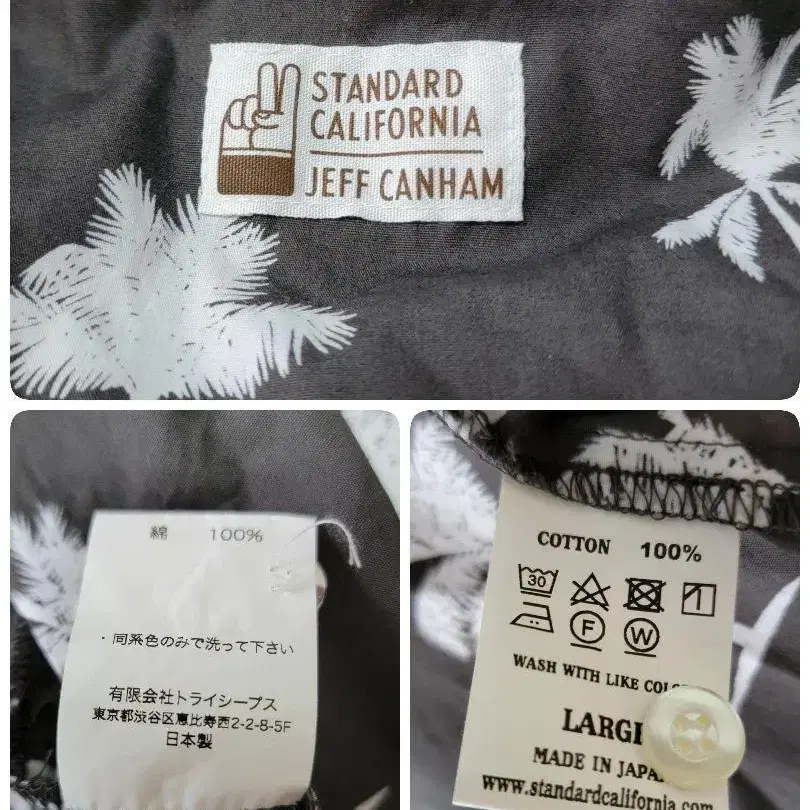 STANDARD
CALIFORNIA
JEFF CANHAM
綿 100%
・同系色のみで洗って下さい
有限会社トライシープス
東京都渋谷区恵比寿西2-2-8-5F
日本製
COTTON 100%
30
F W
WASH WITH LIKE
MADE IN
www.standardcalifornia.com